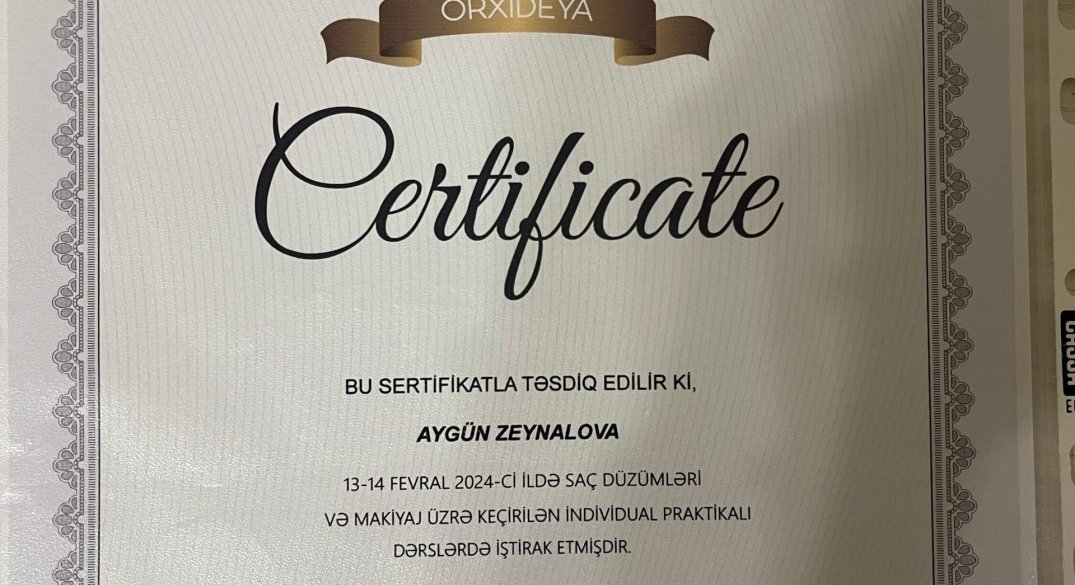 ORXİDEYA
Certificate
BU SERTİFİKATLA TƏSDİQ EDİLİR Kİ,
AYGÜN ZEYNALOVA
13-14 FEVRAL 2024-Cİ İLDƏ SAÇ DÜZÜMLƏRİ
VƏ MAKİYAJ ÜZRƏ KEÇİRİLƏN İNDİVİDUAL PRAKTİKALI
DƏRSLƏRDƏ İŞTİRAK ETMİŞDİR.